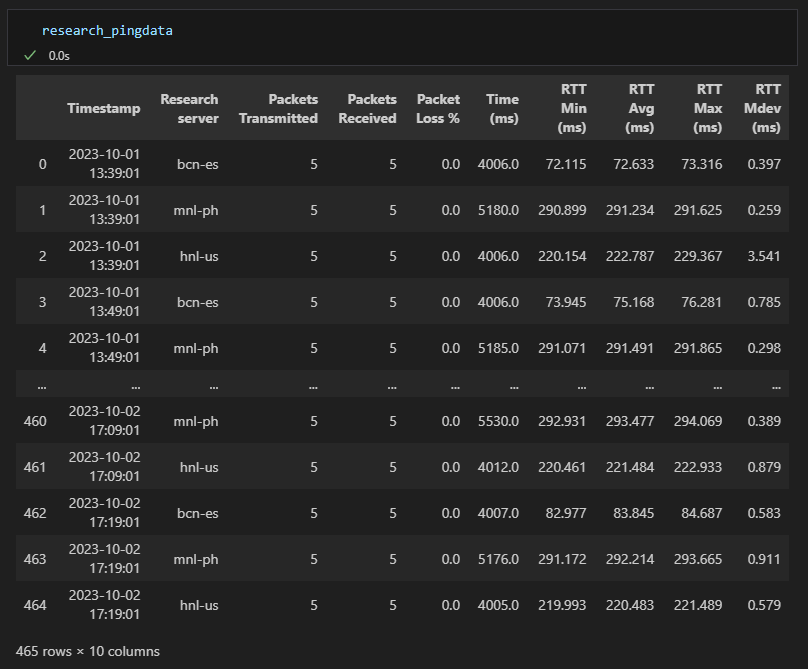 research_pingdata
0.0s
Timestamp Research server Packets Transmitted Packets Received Packet Loss % Time (ms) RTT Min (ms) RTT Avg (ms) RTT Max (ms) RTT Mdev (ms)
0 2023-10-01 13:39:01 bcn-es 5 5 0.0 4006.0 72.115 72.633 73.316 0.397
1 2023-10-01 13:39:01 mnl-ph 5 5 0.0 5180.0 290.899 291.234 291.625 0.259
2 2023-10-01 13:39:01 hnl-us 5 5 0.0 4006.0 220.154 222.787 229.367 3.541
3 2023-10-01 13:49:01 bcn-es 5 5 0.0 4006.0 73.945 75.168 76.281 0.785
4 2023-10-01 13:49:01 mnl-ph 5 5 0.0 5185.0 291.071 291.491 291.865 0.298
... ... ... ... ... ... ... ... ... ... ...
460 2023-10-02 17:09:01 mnl-ph 5 5 0.0 5530.0 292.931 293.477 294.069 0.389
461 2023-10-02 17:09:01 hnl-us 5 5 0.0 4012.0 220.461 221.484 222.933 0.879
462 2023-10-02 17:19:01 bcn-es 5 5 0.0 4007.0 82.977 83.845 84.687 0.583
463 2023-10-02 17:19:01 mnl-ph 5 5 0.0 5176.0 291.172 292.214 293.665 0.911
464 2023-10-02 17:19:01 hnl-us 5 5 0.0 4005.0 219.993 220.483 221.489 0.579
465 rows × 10 columns